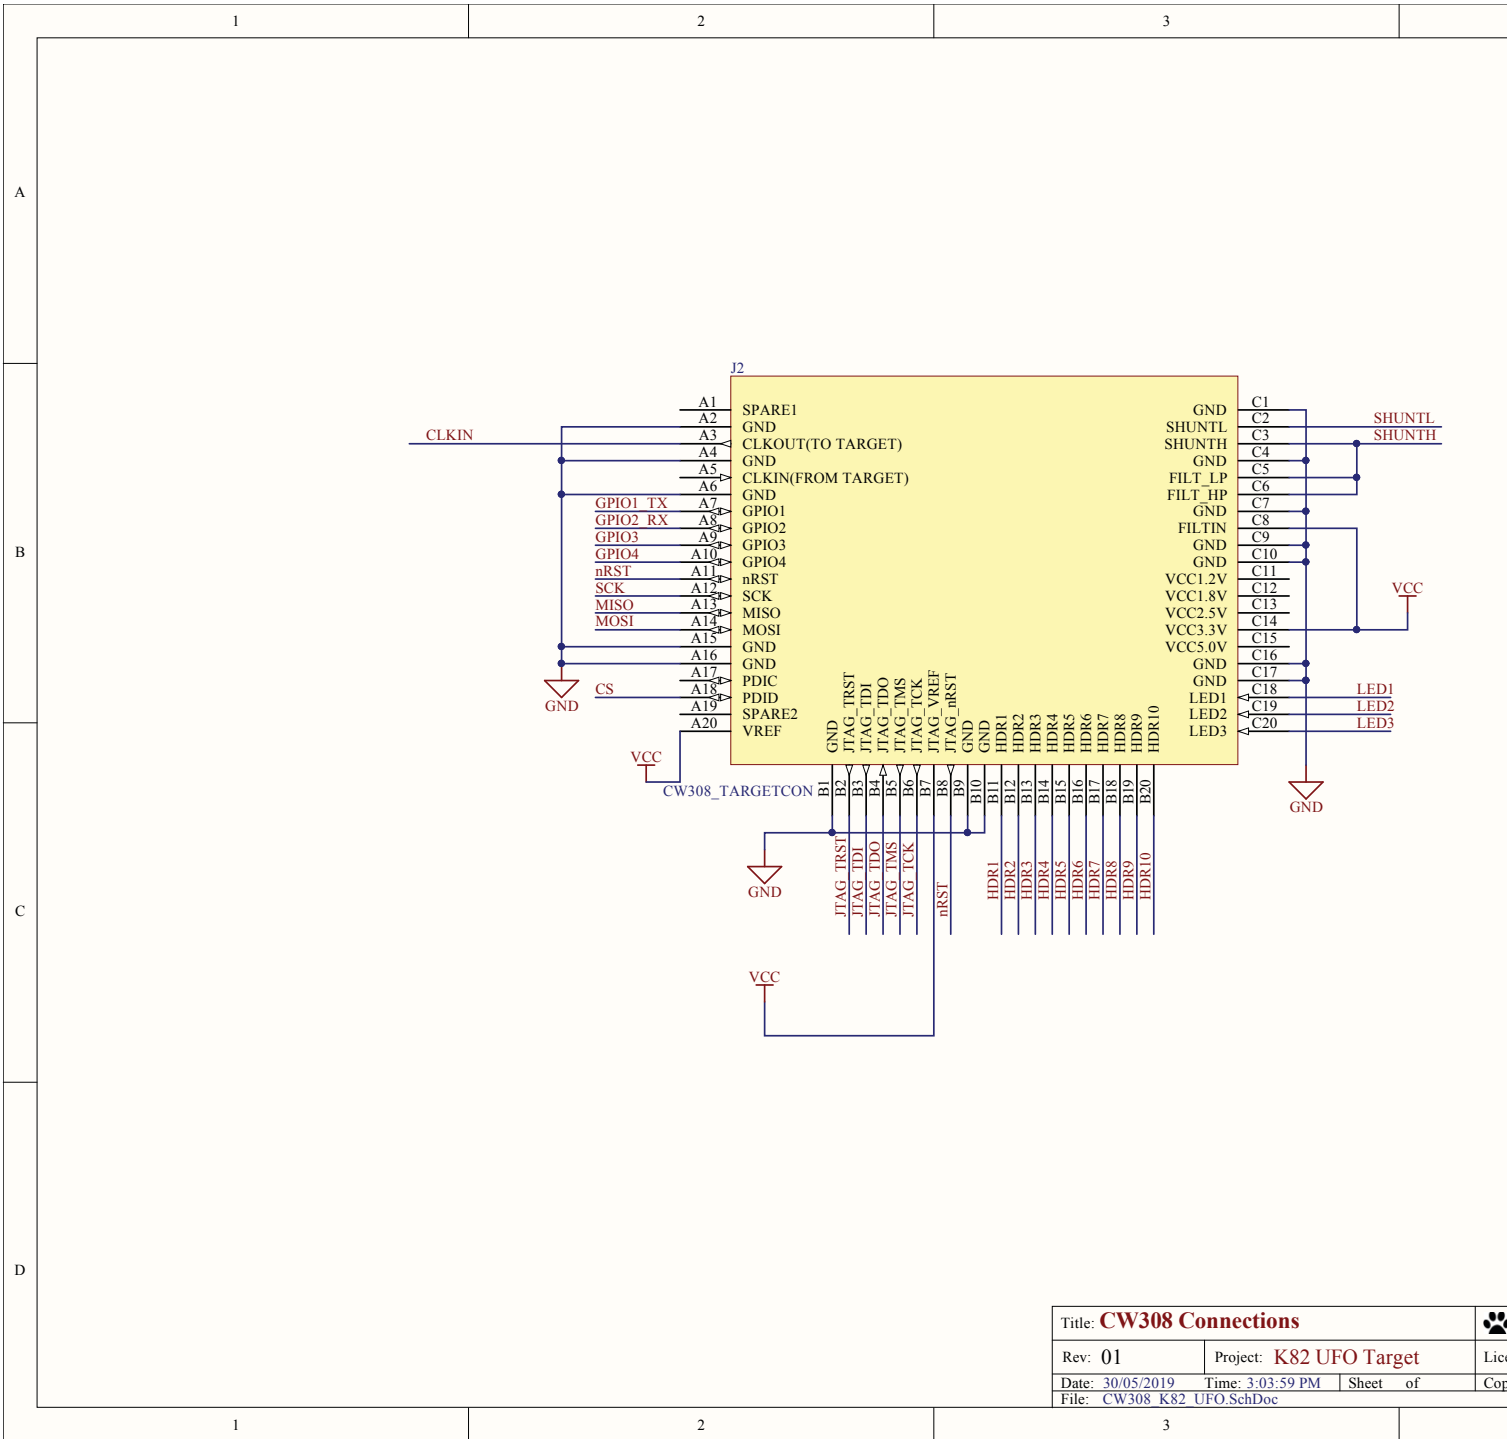 1 2 3
A
B
C
D
J2
A1 SPARE1
A2 GND
A3 CLKOUT(TO TARGET)
A4 GND
A5 CLKIN(FROM TARGET)
A6 GND
A7 GPIO1
A8 GPIO2
A9 GPIO3
A10 GPIO4
A11 nRST
A12 SCK
A13 MISO
A14 MOSI
A15 GND
A16 GND
A17 PDIC
A18 PDID
A19 SPARE2
A20 VREF
CLKIN
GPIO1_TX
GPIO2_RX
GPIO3
GPIO4
nRST
SCK
MISO
MOSI
CS
GND
VCC
CW308_TARGETCON
GND C1
SHUNTL C2
SHUNTH C3
GND C4
FILT_LP C5
FILT_HP C6
GND C7
FILTIN C8
GND C9
GND C10
VCC1.2V C11
VCC1.8V C12
VCC2.5V C13
VCC3.3V C14
VCC5.0V C15
GND C16
GND C17
LED1 C18
LED2 C19
LED3 C20
SHUNTL
SHUNTH
VCC
LED1
LED2
LED3
GND
GND B1
JTAG_TRST B2
JTAG_TDI B3
JTAG_TDO B4
JTAG_TMS B5
JTAG_TCK B6
JTAG_VREF B7
JTAG_nRST B8
GND B9
GND B10
HDR1 B11
HDR2 B12
HDR3 B13
HDR4 B14
HDR5 B15
HDR6 B16
HDR7 B17
HDR8 B18
HDR9 B19
HDR10 B20
JTAG_TRST
JTAG_TDI
JTAG_TDO
JTAG_TMS
JTAG_TCK
nRST
HDR1
HDR2
HDR3
HDR4
HDR5
HDR6
HDR7
HDR8
HDR9
HDR10
GND
VCC
Title: CW308 Connections
Rev: 01 Project: K82 UFO Target
Date: 30/05/2019 Time: 3:03:59 PM Sheet of
File: CW308_K82_UFO.SchDoc
1 2 3